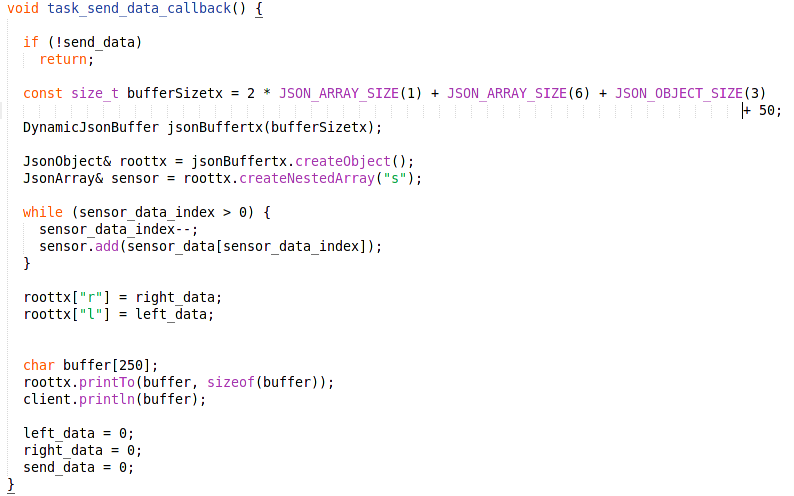 void task_send_data_callback() {
if (!send_data)
return;
const size_t bufferSizetx = 2 * JSON_ARRAY_SIZE(1) + JSON_ARRAY_SIZE(6) + JSON_OBJECT_SIZE(3)
+ 50;
DynamicJsonBuffer jsonBuffertx(bufferSizetx);
JsonObject& roottx = jsonBuffertx.createObject();
JsonArray& sensor = roottx.createNestedArray("s");
while (sensor_data_index > 0) {
sensor_data_index--;
sensor.add(sensor_data[sensor_data_index]);
}
roottx["r"] = right_data;
roottx["l"] = left_data;
char buffer[250];
roottx.printTo(buffer, sizeof(buffer));
client.println(buffer);
left_data = 0;
right_data = 0;
send_data = 0;
}